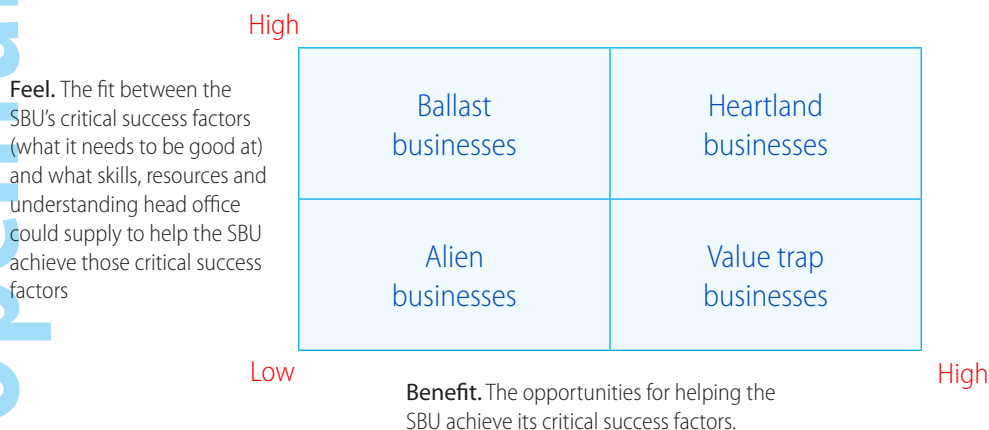 High
Feel. The fit between the
SBU's critical success factors
(what it needs to be good at)
and what skills, resources and
understanding head office
could supply to help the SBU
achieve those critical success
factors
Ballast
businesses
Heartland
businesses
Alien
businesses
Value trap
businesses
Low
High
Benefit. The opportunities for helping the
SBU achieve its critical success factors.